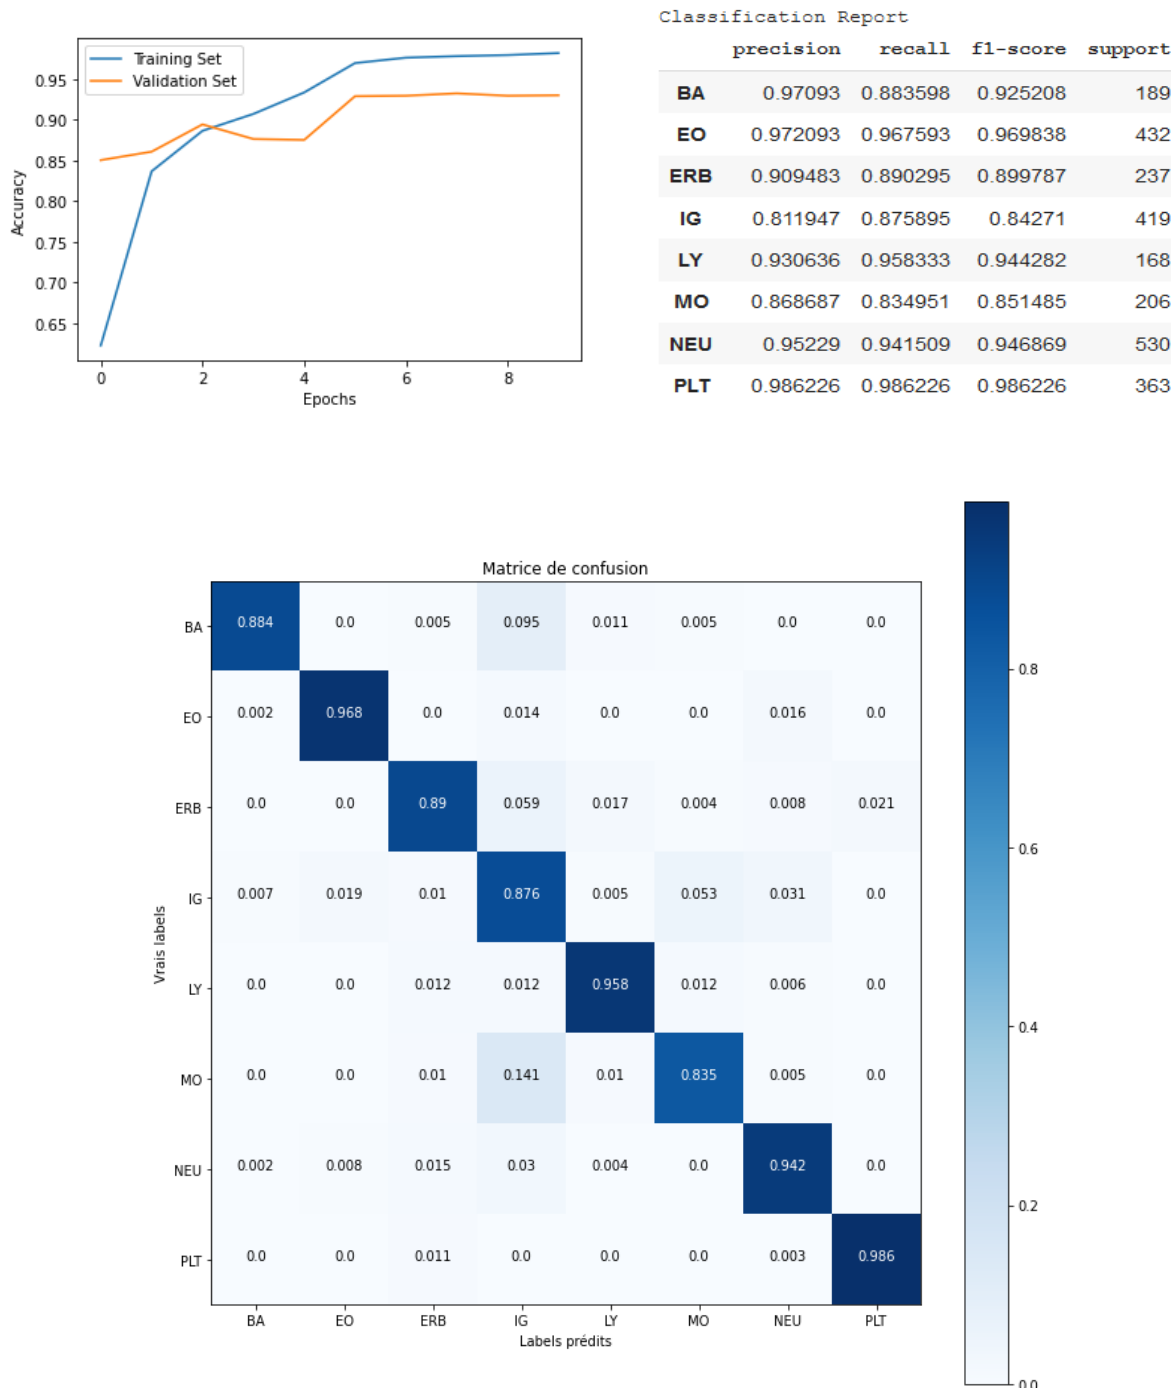 Training Set
Validation Set
0.95
0.90
0.85
0.80
0.75
0.70
0.65
Accuracy
0 2 4 6 8
Epochs
Classification Report
precision recall f1-score support
BA 0.97093 0.883598 0.925208 189
EO 0.972093 0.967593 0.969838 432
ERB 0.909483 0.890295 0.899787 237
IG 0.811947 0.875895 0.84271 419
LY 0.930636 0.958333 0.944282 168
MO 0.868687 0.834951 0.851485 206
NEU 0.95229 0.941509 0.946869 530
PLT 0.986226 0.986226 0.986226 363
Matrice de confusion
Vrais labels
BA 0.884 0.0 0.005 0.095 0.011 0.005 0.0 0.0
EO 0.002 0.968 0.0 0.014 0.0 0.0 0.016 0.0
ERB 0.0 0.0 0.89 0.059 0.017 0.004 0.008 0.021
IG 0.007 0.019 0.01 0.876 0.005 0.053 0.031 0.0
LY 0.0 0.0 0.012 0.012 0.958 0.012 0.006 0.0
MO 0.0 0.0 0.01 0.141 0.01 0.835 0.005 0.0
NEU 0.002 0.008 0.015 0.03 0.004 0.0 0.942 0.0
PLT 0.0 0.0 0.011 0.0 0.0 0.0 0.003 0.986
BA EO ERB IG LY MO NEU PLT
Labels prédits
0.8
0.6
0.4
0.2
0.0